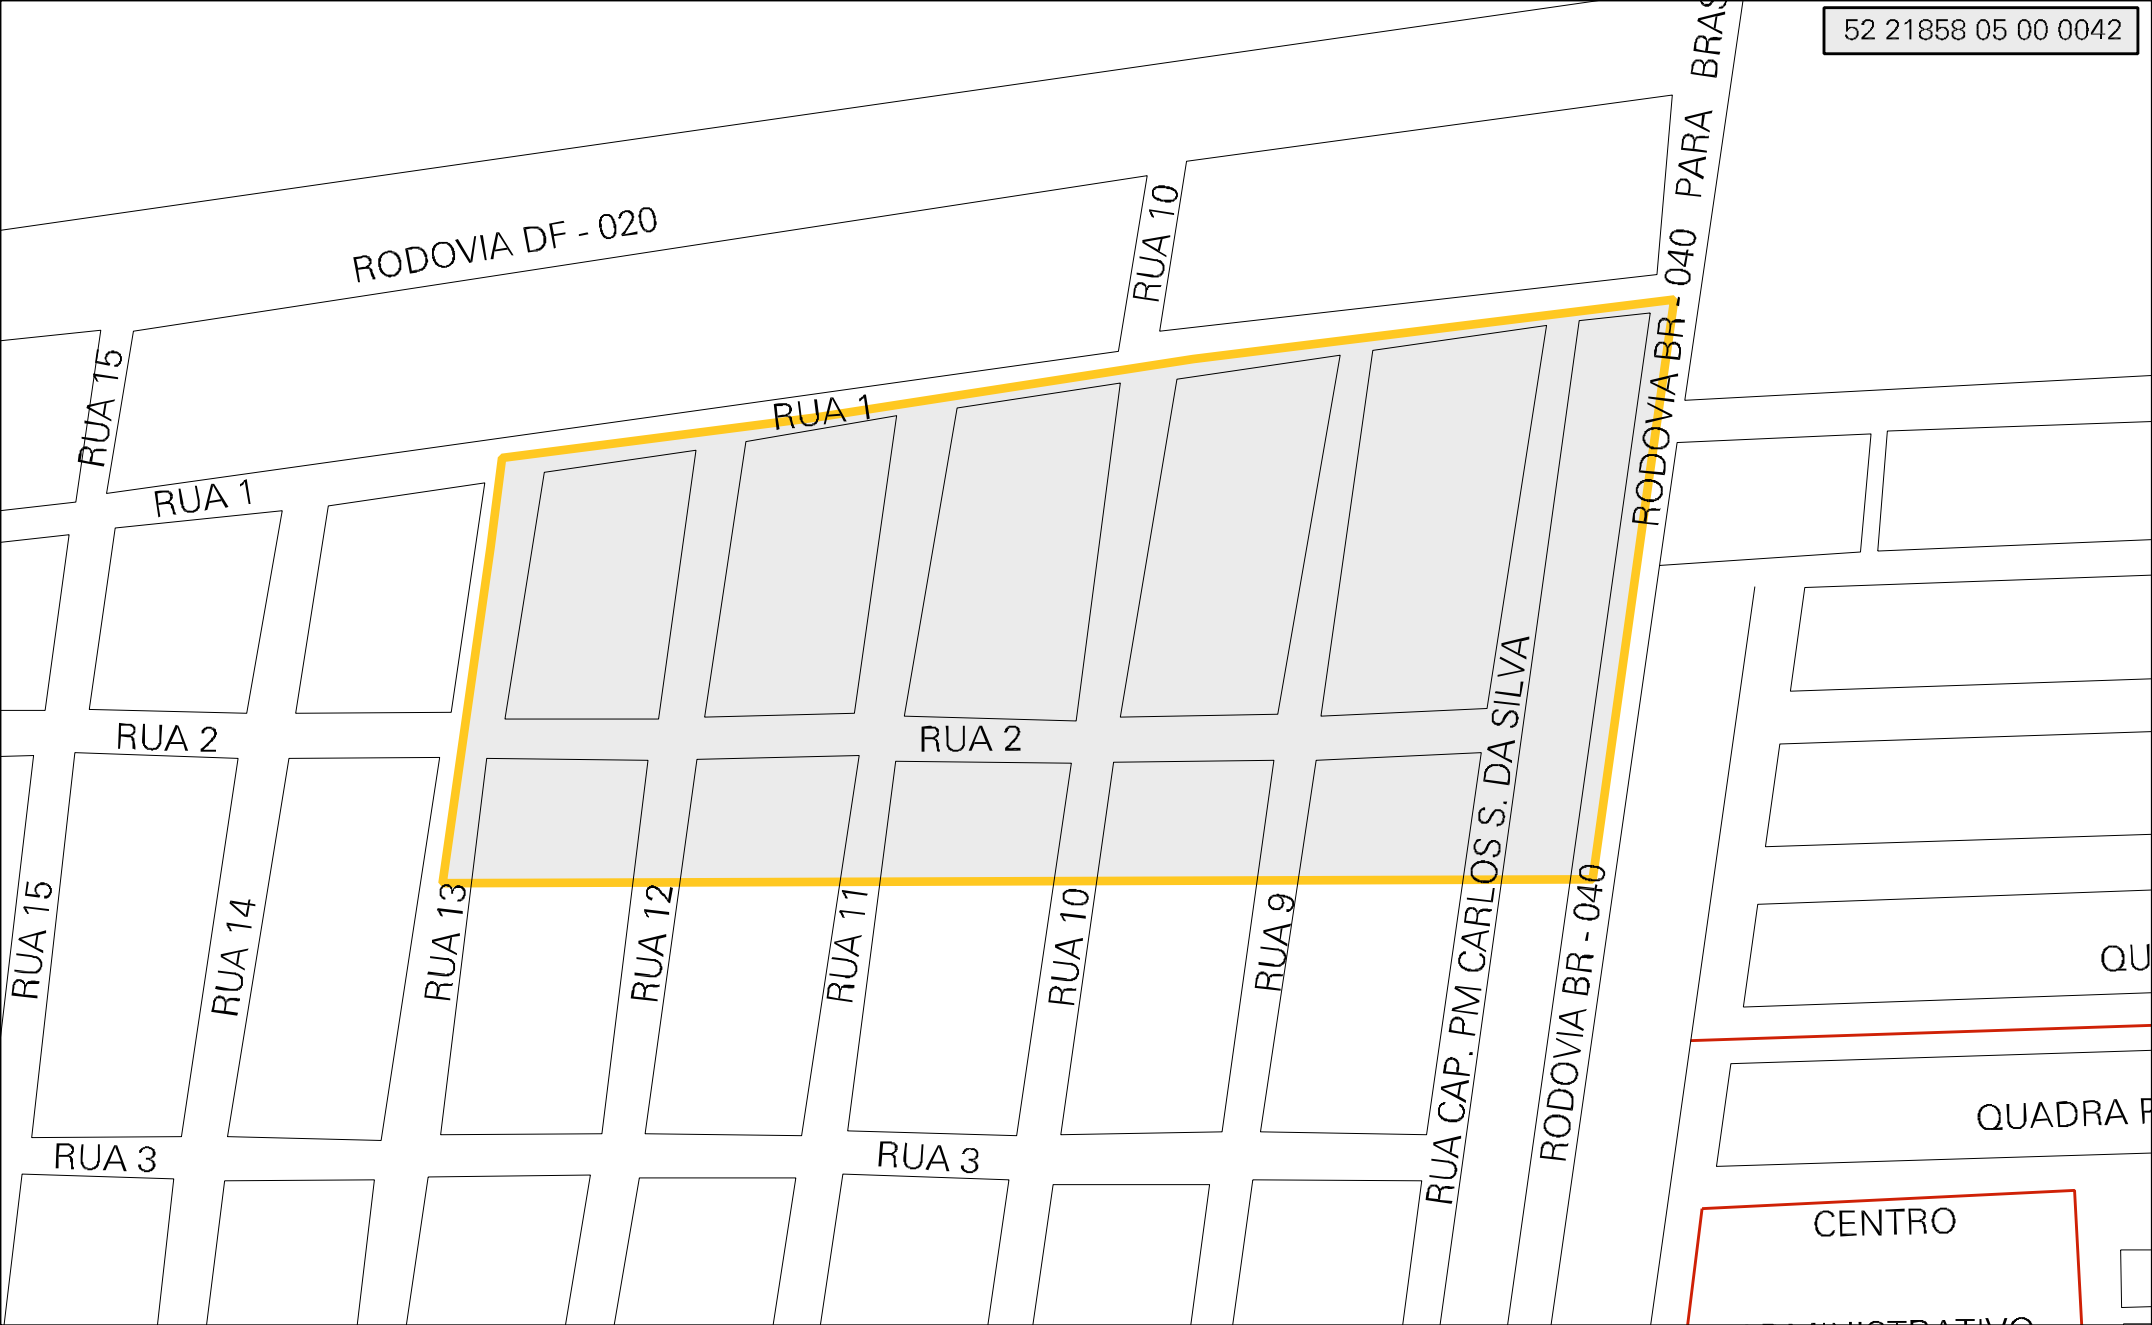 52 21858 05 00 0042
RODOVIA BR - 040 PARA
RUA 10
RODOVIA DF - 020
RUA 15
RUA 1
RUA 1
RUA 2
RUA 2
RUA CAP. PM CARLOS S. DA SILVA
RUA 15
RUA 14
RUA 13
RUA 12
RUA 11
RUA 10
RUA 9
RODOVIA BR - 040
QUADRA
RUA 3
RUA 3
CENTRO